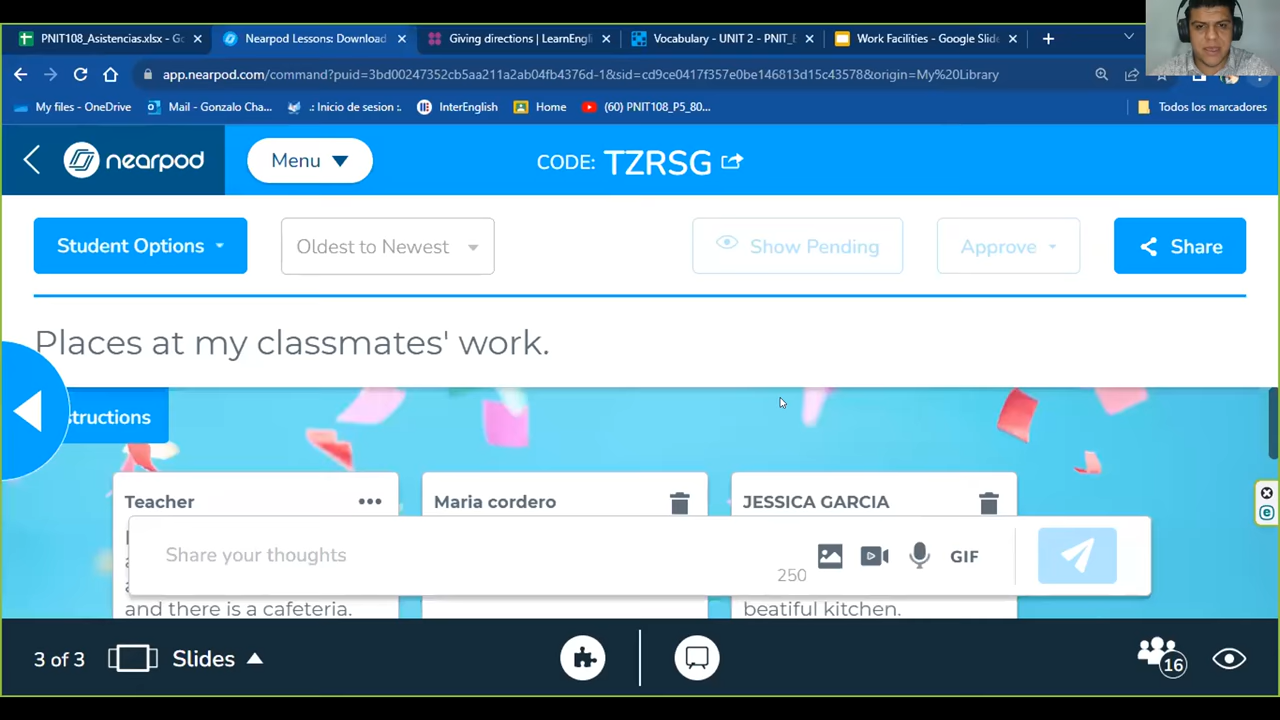 PNIT108_Asistencias.xlsx - Go
Nearpod Lessons: Download
Giving directions | LearnEngli
Vocabulary - UNIT 2 - PNIT_E
Work Facilities - Google Slide
app.nearpod.com/command?puid=3bd00247352cb5aa211a2ab04fb4376d-1&sid=cd9ce0417f357e0be146813d15c43578&origin=My%20Library
My files - OneDrive
Mail - Gonzalo Cha...
.: Inicio de sesion :.
InterEnglish
Home
(60) PNIT108_P5_80...
Todos los marcadores
nearpod
Menu
CODE: TZRSG
Student Options
Oldest to Newest
Show Pending
Approve
Share
Places at my classmates' work.
structions
Teacher
Maria cordero
JESSICA GARCIA
Share your thoughts
250
GIF
and there is a cafeteria.
beatiful kitchen.
3 of 3
Slides
16